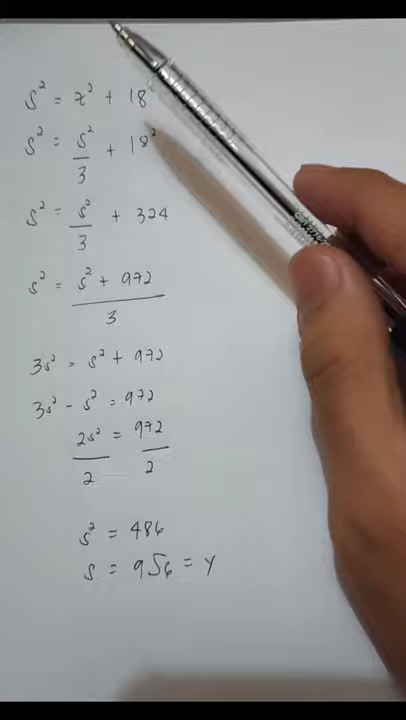 s² = x² + 18²
s² = s²/3 + 18²
s² = s²/3 + 324
s² = (s² + 972)/3
3s² = s² + 972
3s² - s² = 972
2s²/2 = 972/2
s² = 486
s = 9√6 = y